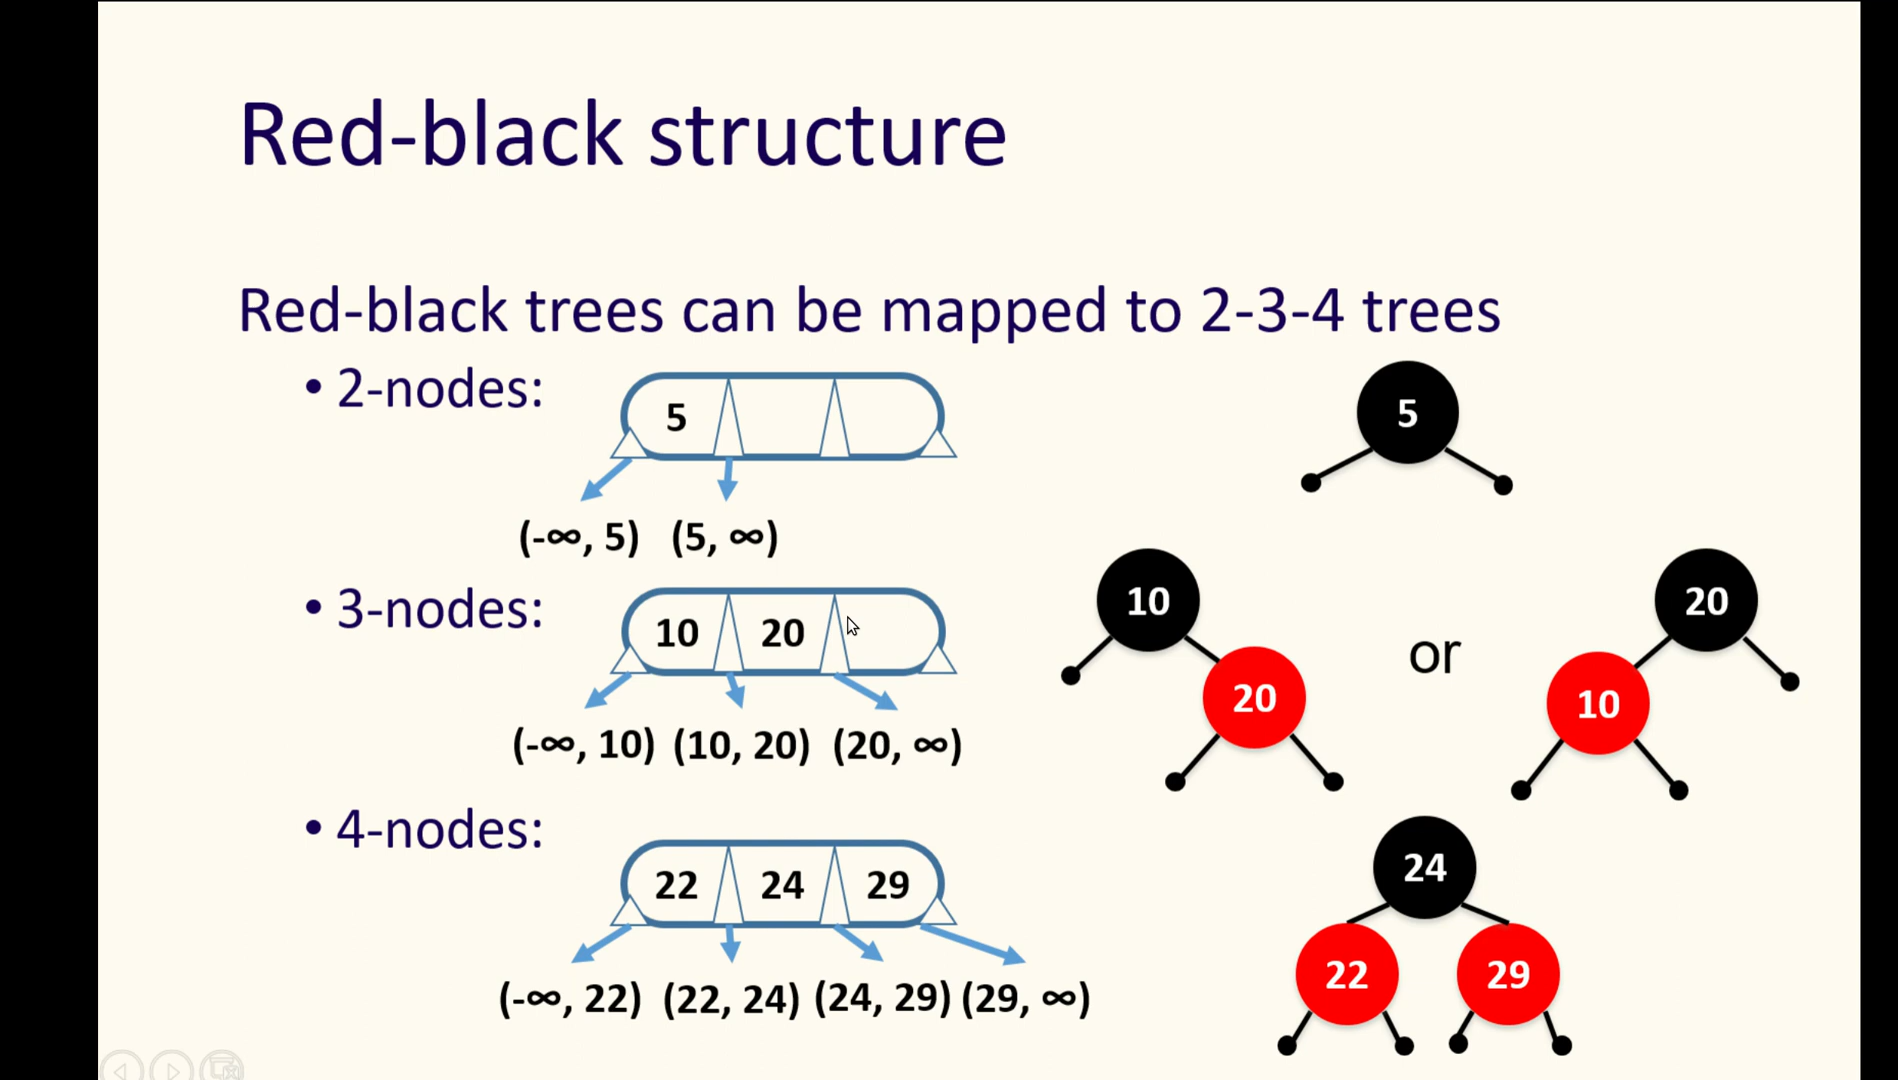 Red-black structure
Red-black trees can be mapped to 2-3-4 trees
• 2-nodes:
5
(-∞, 5) (5, ∞)
5
• 3-nodes:
10 20
(-∞, 10) (10, 20) (20, ∞)
10
20
or
20
10
• 4-nodes:
22 24 29
(-∞, 22) (22, 24) (24, 29) (29, ∞)
24
22 29